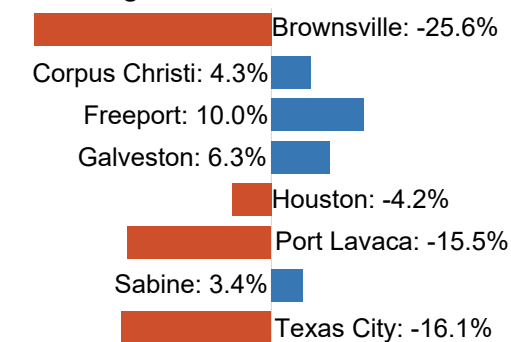 Brownsville: -25.6%
Corpus Christi: 4.3%
Freeport: 10.0%
Galveston: 6.3%
Houston: -4.2%
Port Lavaca: -15.5%
Sabine: 3.4%
Texas City: -16.1%